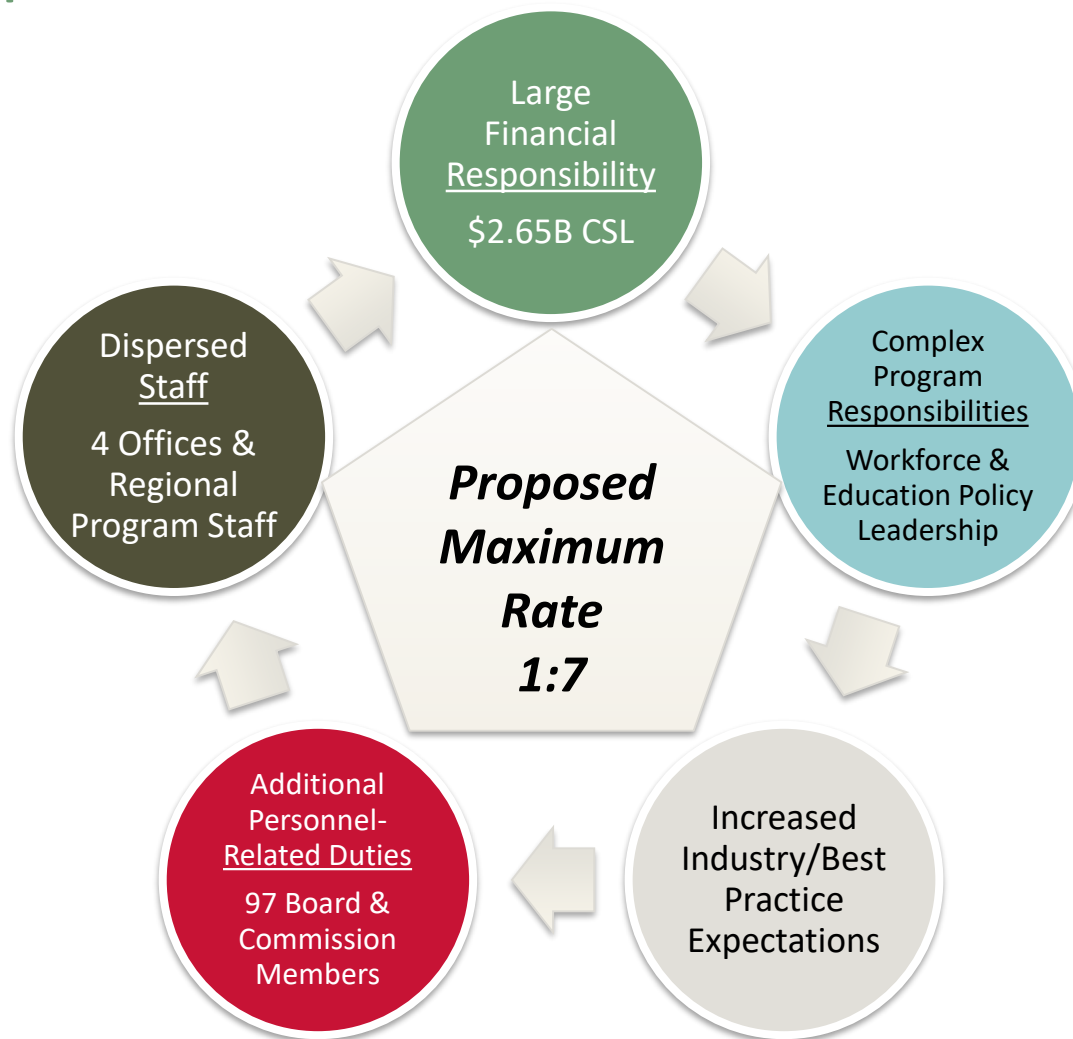 Large
Financial
Responsibility
$2.65B CSL
Complex
Program
Responsibilities
Workforce &
Education Policy
Leadership
Increased
Industry/Best
Practice
Expectations
Additional
Personnel-
Related Duties
97 Board &
Commission
Members
Dispersed
Staff
4 Offices &
Regional
Program Staff
Proposed
Maximum
Rate
1:7